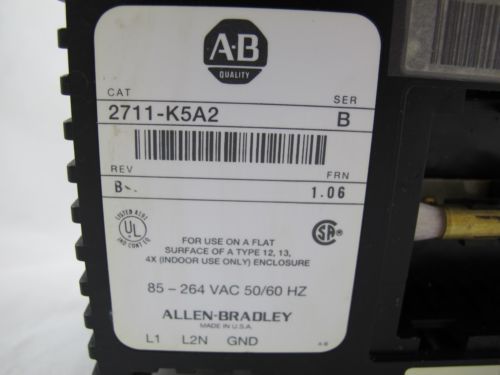 A-B
QUALITY
CAT SER
2711-K5A2 B
REV FRN
B 1.06
LISTED 4191
UL
IND CONT EQ
SA
FOR USE ON A FLAT
SURFACE OF A TYPE 12, 13,
4X (INDOOR USE ONLY) ENCLOSURE
85 – 264 VAC 50/60 HZ
ALLEN-BRADLEY
MADE IN U.S.A.
L1 L2N GND